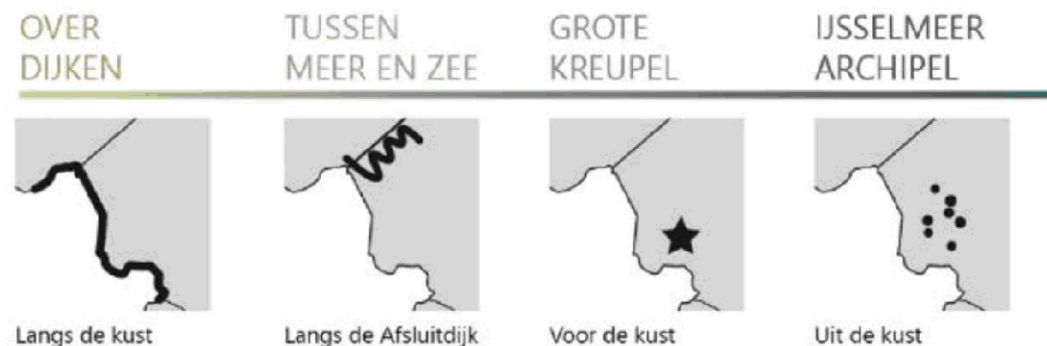 OVER
DIJKEN
TUSSEN
MEER EN ZEE
GROTE
KREUPEL
IJSSELMEER
ARCHIPEL
Langs de kust
Langs de Afsluitdijk
Voor de kust
Uit de kust